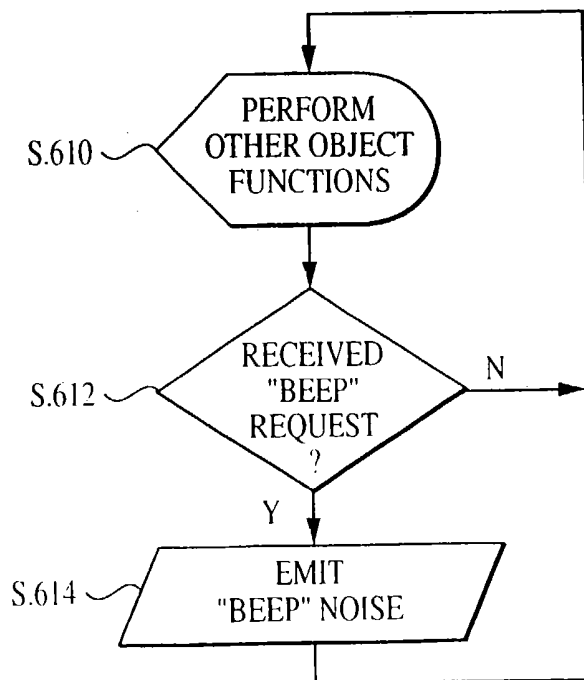 PERFORM
OTHER OBJECT
FUNCTIONS
S.610
RECEIVED
"BEEP"
REQUEST
?
S.612
N
Y
EMIT
"BEEP" NOISE
S.614